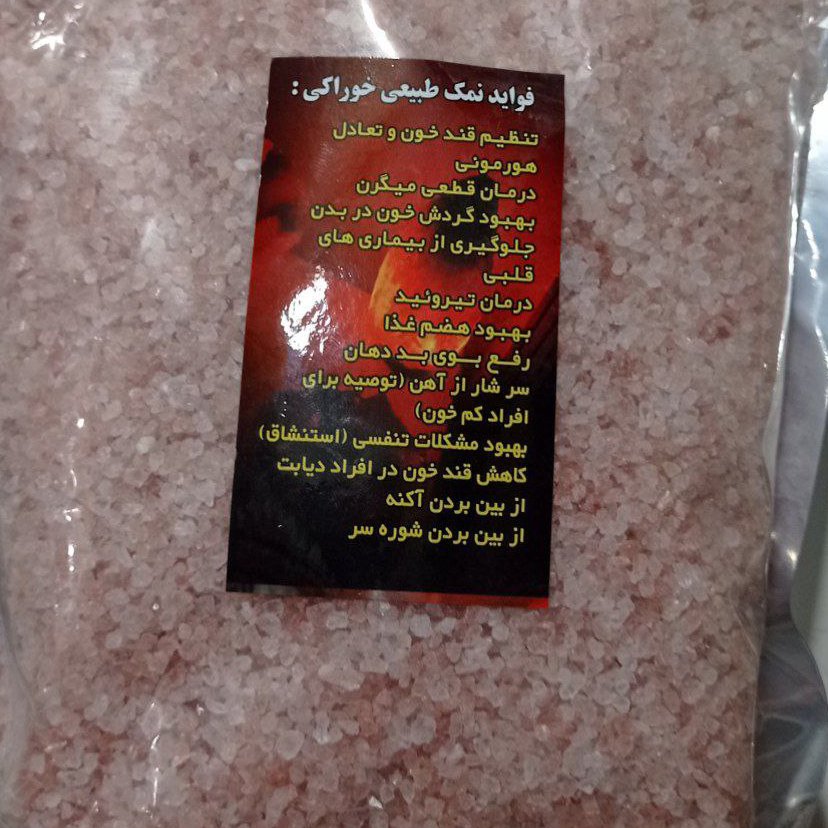 فواید نمک طبیعی خوراکی :
تنظیم قند خون و تعادل
هورمونی
درمان قطعی میگرن
بهبود گردش خون در بدن
جلوگیری از بیماری های
قلبی
درمان تیروئید
بهبود هضم غذا
رفع بوی بد دهان
سر شار از آهن (توصیه برای
افراد کم خون)
بهبود مشکلات تنفسی (استنشاق)
کاهش قند خون در افراد دیابت
از بین بردن آکنه
از بین بردن شوره سر